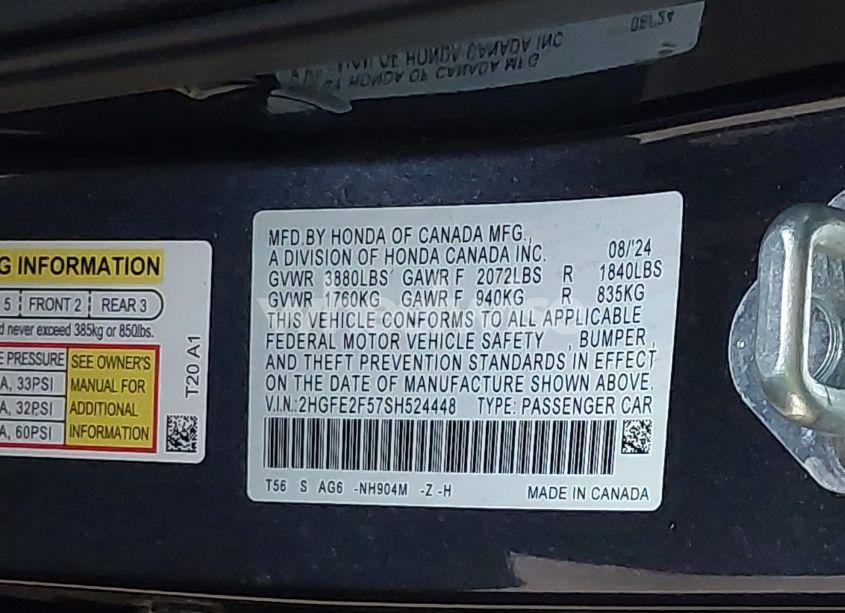 G INFORMATION
5 FRONT 2 REAR 3
d never exceed 385kg or 850lbs.
E PRESSURE SEE OWNER'S
A, 33PSI MANUAL FOR
A, 32PSI ADDITIONAL
A, 60PSI INFORMATION
T20 A1
MFD.BY HONDA OF CANADA MFG.,
A DIVISION OF HONDA CANADA INC. 08/'24
GVWR 3880LBS GAWR F 2072LBS R 1840LBS
GVWR 1760KG GAWR F 940KG R 835KG
THIS VEHICLE CONFORMS TO ALL APPLICABLE
FEDERAL MOTOR VEHICLE SAFETY , BUMPER,
AND THEFT PREVENTION STANDARDS IN EFFECT
ON THE DATE OF MANUFACTURE SHOWN ABOVE.
V.I.N.:2HGFE2F57SH524448 TYPE: PASSENGER CAR
T56 S AG6 -NH904M -Z -H MADE IN CANADA